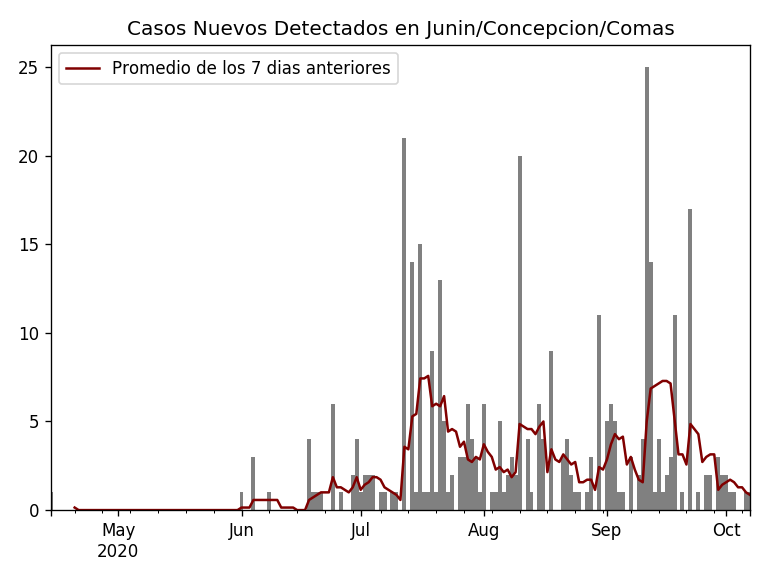 Casos Nuevos Detectados en Junin/Concepcion/Comas
Promedio de los 7 dias anteriores
25
20
15
10
5
0
May Jun Jul Aug Sep Oct
2020